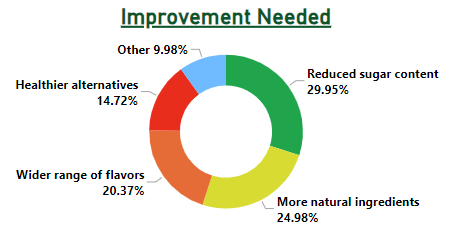 Improvement Needed
Other 9.98%
Reduced sugar content
29.95%
Healthier alternatives
14.72%
Wider range of flavors
20.37%
More natural ingredients
24.98%